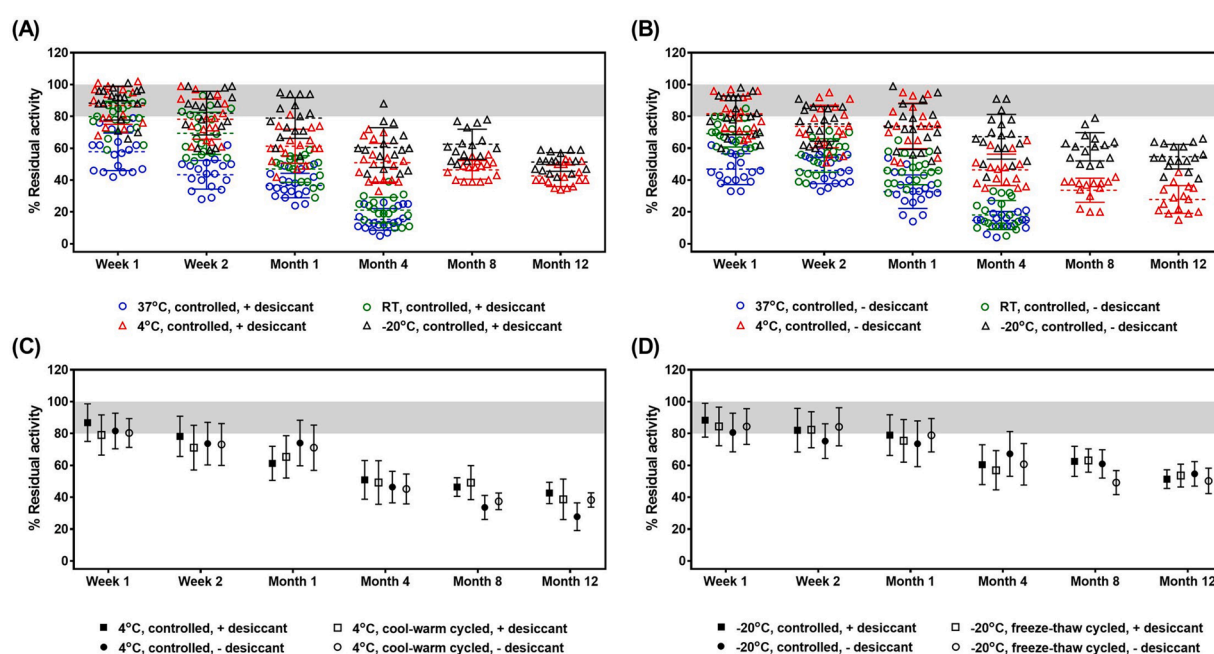 (A)
% Residual activity
120
100
80
60
40
20
0
Week 1 Week 2 Month 1 Month 4 Month 8 Month 12
37°C, controlled, + desiccant RT, controlled, + desiccant
4°C, controlled, + desiccant -20°C, controlled, + desiccant
(B)
% Residual activity
120
100
80
60
40
20
0
Week 1 Week 2 Month 1 Month 4 Month 8 Month 12
37°C, controlled, - desiccant RT, controlled, - desiccant
4°C, controlled, - desiccant -20°C, controlled, - desiccant
(C)
% Residual activity
120
100
80
60
40
20
0
Week 1 Week 2 Month 1 Month 4 Month 8 Month 12
4°C, controlled, + desiccant 4°C, cool-warm cycled, + desiccant
4°C, controlled, - desiccant 4°C, cool-warm cycled, - desiccant
(D)
% Residual activity
120
100
80
60
40
20
0
Week 1 Week 2 Month 1 Month 4 Month 8 Month 12
-20°C, controlled, + desiccant -20°C, freeze-thaw cycled, + desiccant
-20°C, controlled, - desiccant -20°C, freeze-thaw cycled, - desiccant